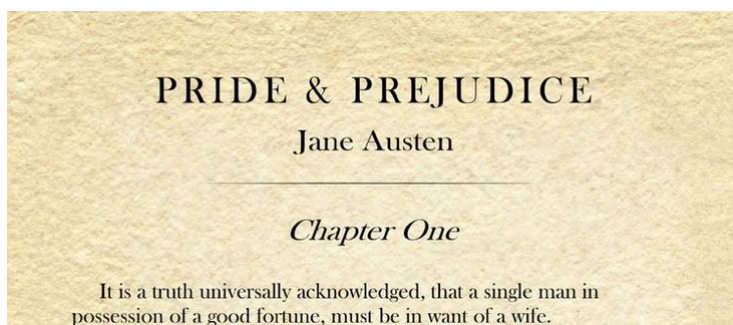 PRIDE & PREJUDICE
Jane Austen
Chapter One
It is a truth universally acknowledged, that a single man in
possession of a good fortune, must be in want of a wife.